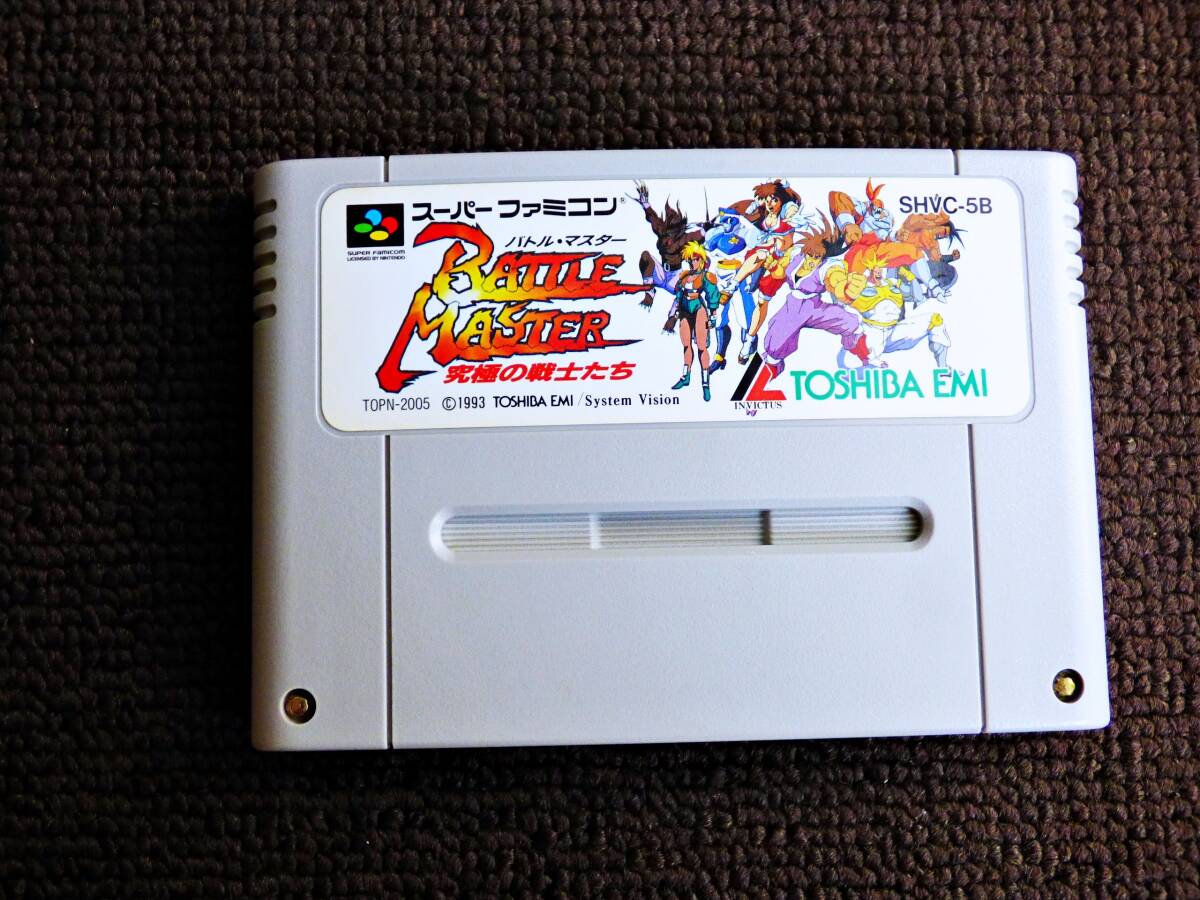 スーパーファミコン®
SHVC-5B
SUPER FAMICOM
LICENSED BY NINTENDO
バトル・マスター
BATTLE
MASTER
究極の戦士たち
INVICTUS
TOSHIBA EMI
TOPN-2005 ©1993 TOSHIBA EMI/System Vision